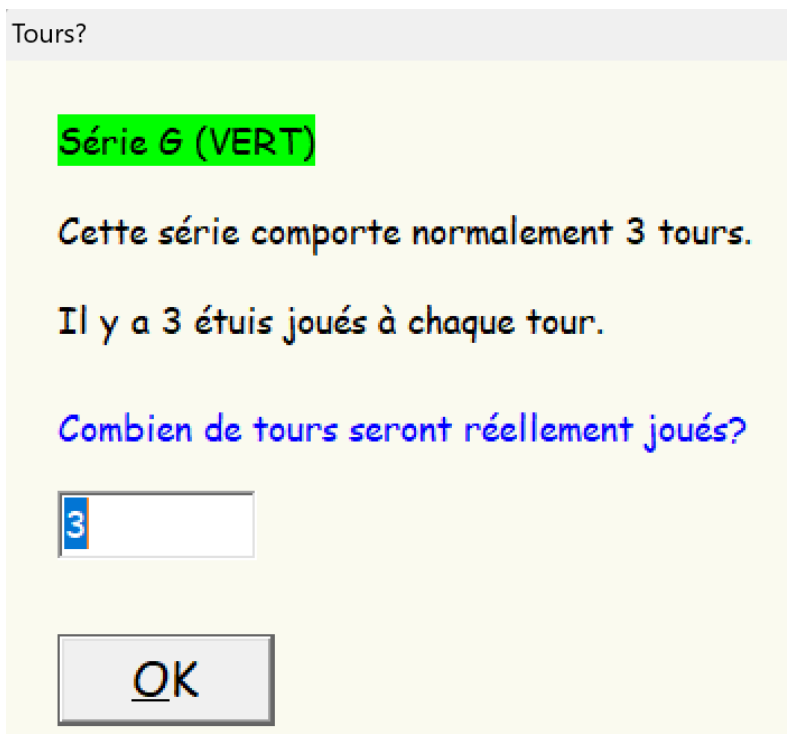 Tours?
Série G (VERT)
Cette série comporte normalement 3 tours.
Il y a 3 étuis joués à chaque tour.
Combien de tours seront réellement joués?
3
OK